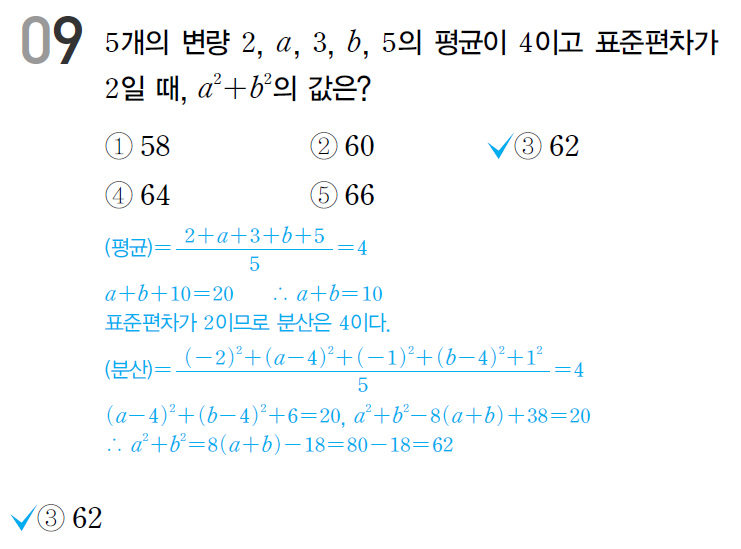 09 5개의 변량 2, a, 3, b, 5의 평균이 4이고 표준편차가
2일 때, a²+b²의 값은?
① 58 ② 60 ✓③ 62
④ 64 ⑤ 66
(평균)=(2+a+3+b+5)/5=4
a+b+10=20 ∴ a+b=10
표준편차가 2이므로 분산은 4이다.
(분산)=((-2)²+(a-4)²+(-1)²+(b-4)²+1²)/5=4
(a-4)²+(b-4)²+6=20, a²+b²-8(a+b)+38=20
∴ a²+b²=8(a+b)-18=80-18=62
✓③ 62